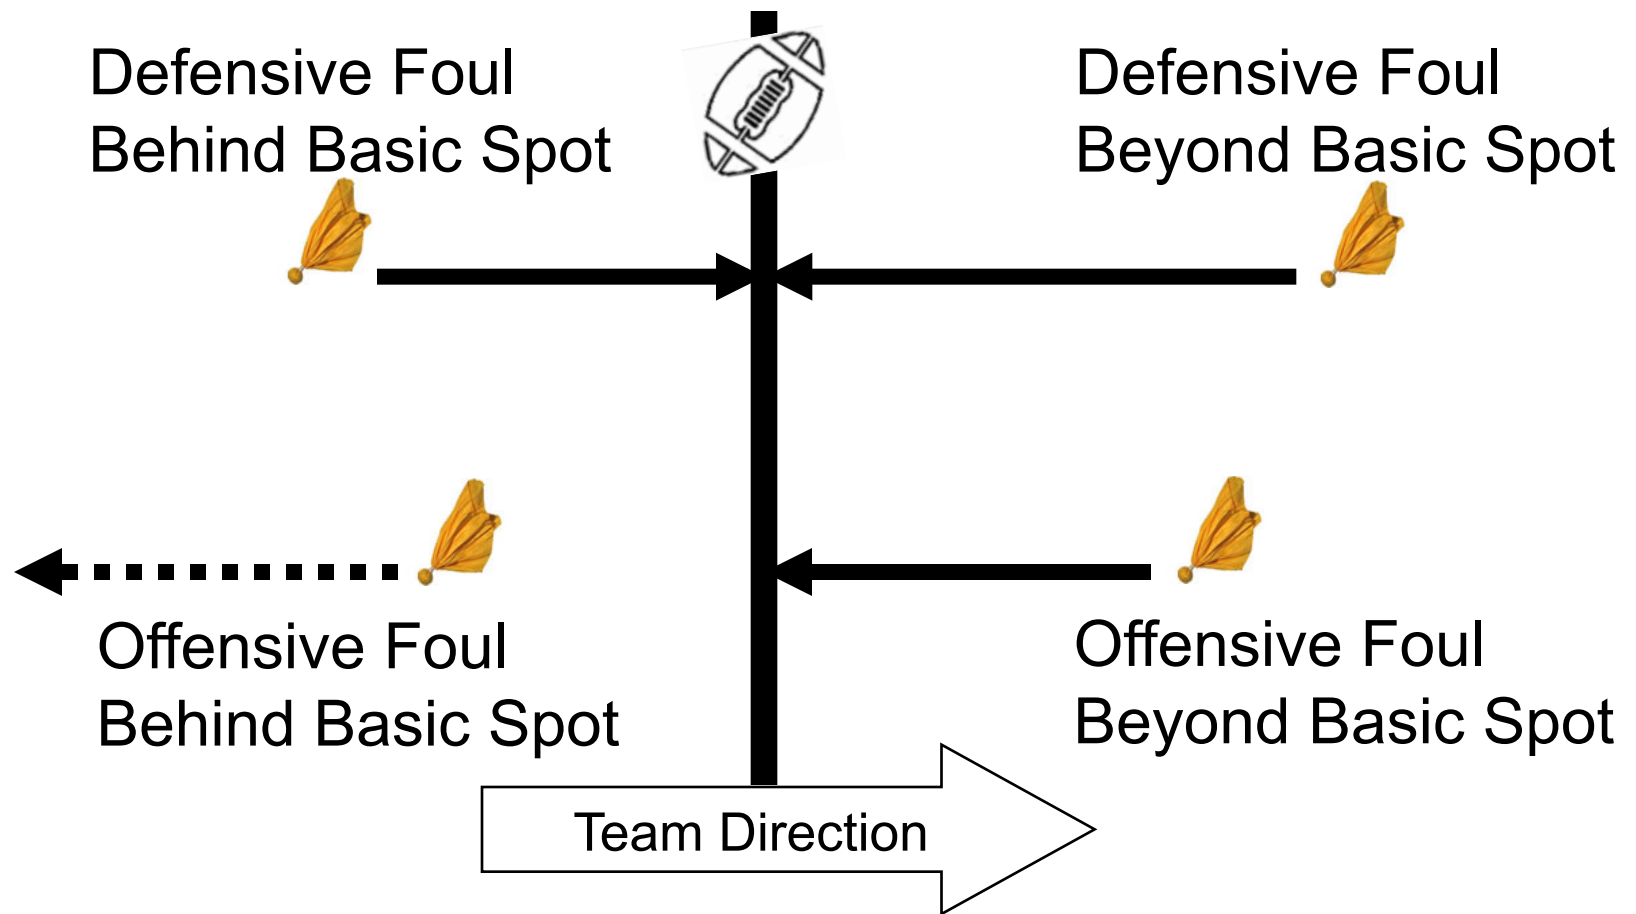 Defensive Foul
Behind Basic Spot
Defensive Foul
Beyond Basic Spot
Offensive Foul
Behind Basic Spot
Offensive Foul
Beyond Basic Spot
Team Direction